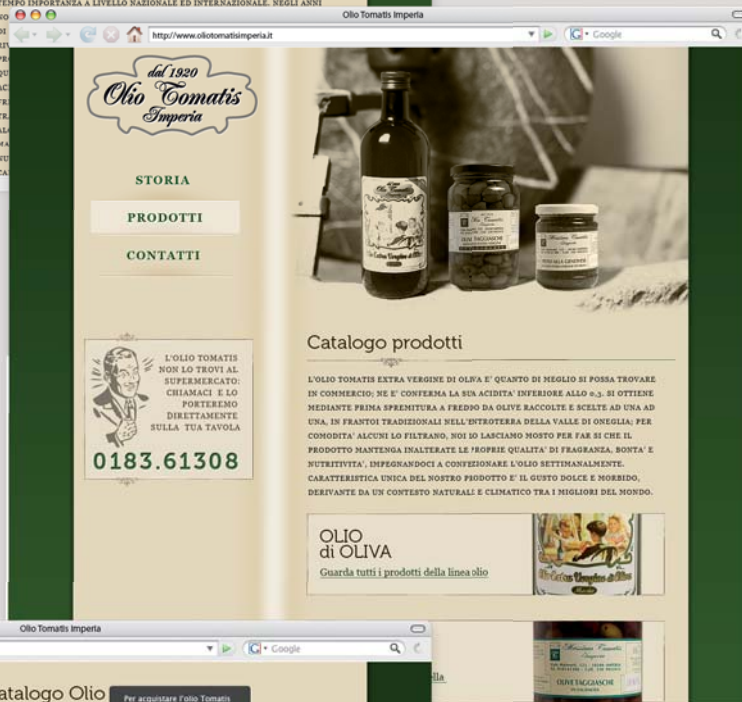 TEMPO IMPORTANZA A LIVELLO NAZIONALE ED INTERNAZIONALE. NEGLI ANNI
Olio Tomatis Imperia
http://www.oliotomatisimperia.it
Google
dal 1920
Olio Tomatis
Imperia
STORIA
PRODOTTI
CONTATTI
L'OLIO TOMATIS
NON LO TROVI AL
SUPERMERCATO:
CHIAMACI E LO
PORTEREMO
DIRETTAMENTE
SULLA TUA TAVOLA
0183.61308
OLIVE TAGGIASCHE
Catalogo prodotti
L'OLIO TOMATIS EXTRA VERGINE DI OLIVA E' QUANTO DI MEGLIO SI POSSA TROVARE
IN COMMERCIO; NE E' CONFERMA LA SUA ACIDITA' INFERIORE ALLO 0,3. SI OTTIENE
MEDIANTE PRIMA SPREMITURA A FREDDO DA OLIVE RACCOLTE E SCELTE AD UNA AD
UNA, IN FRANTOI TRADIZIONALI NELL'ENTROTERRA DELLA VALLE DI ONEGLIA; PER
COMODITA' ALCUNI LO FILTRANO, NOI LO LASCIAMO MOSTO PER FAR SI CHE IL
PRODOTTO MANTENGA INALTERATE LE PROPRIE QUALITA' DI FRAGRANZA, BONTA' E
NUTRITIVITA', IMPEGNANDOCI A CONFEZIONARE L'OLIO SETTIMANALMENTE.
CARATTERISTICA UNICA DEL NOSTRO PRODOTTO E' IL GUSTO DOLCE E MORBIDO,
DERIVANTE DA UN CONTESTO NATURALE E CLIMATICO TRA I MIGLIORI DEL MONDO.
OLIO
di OLIVA
Guarda tutti i prodotti della linea olio
Olio Extra Vergine di Oliva
OLIVE TAGGIASCHE
lla
Olio Tomatis Imperia
Google
atalogo Olio
Per acquistare l'olio Tomatis